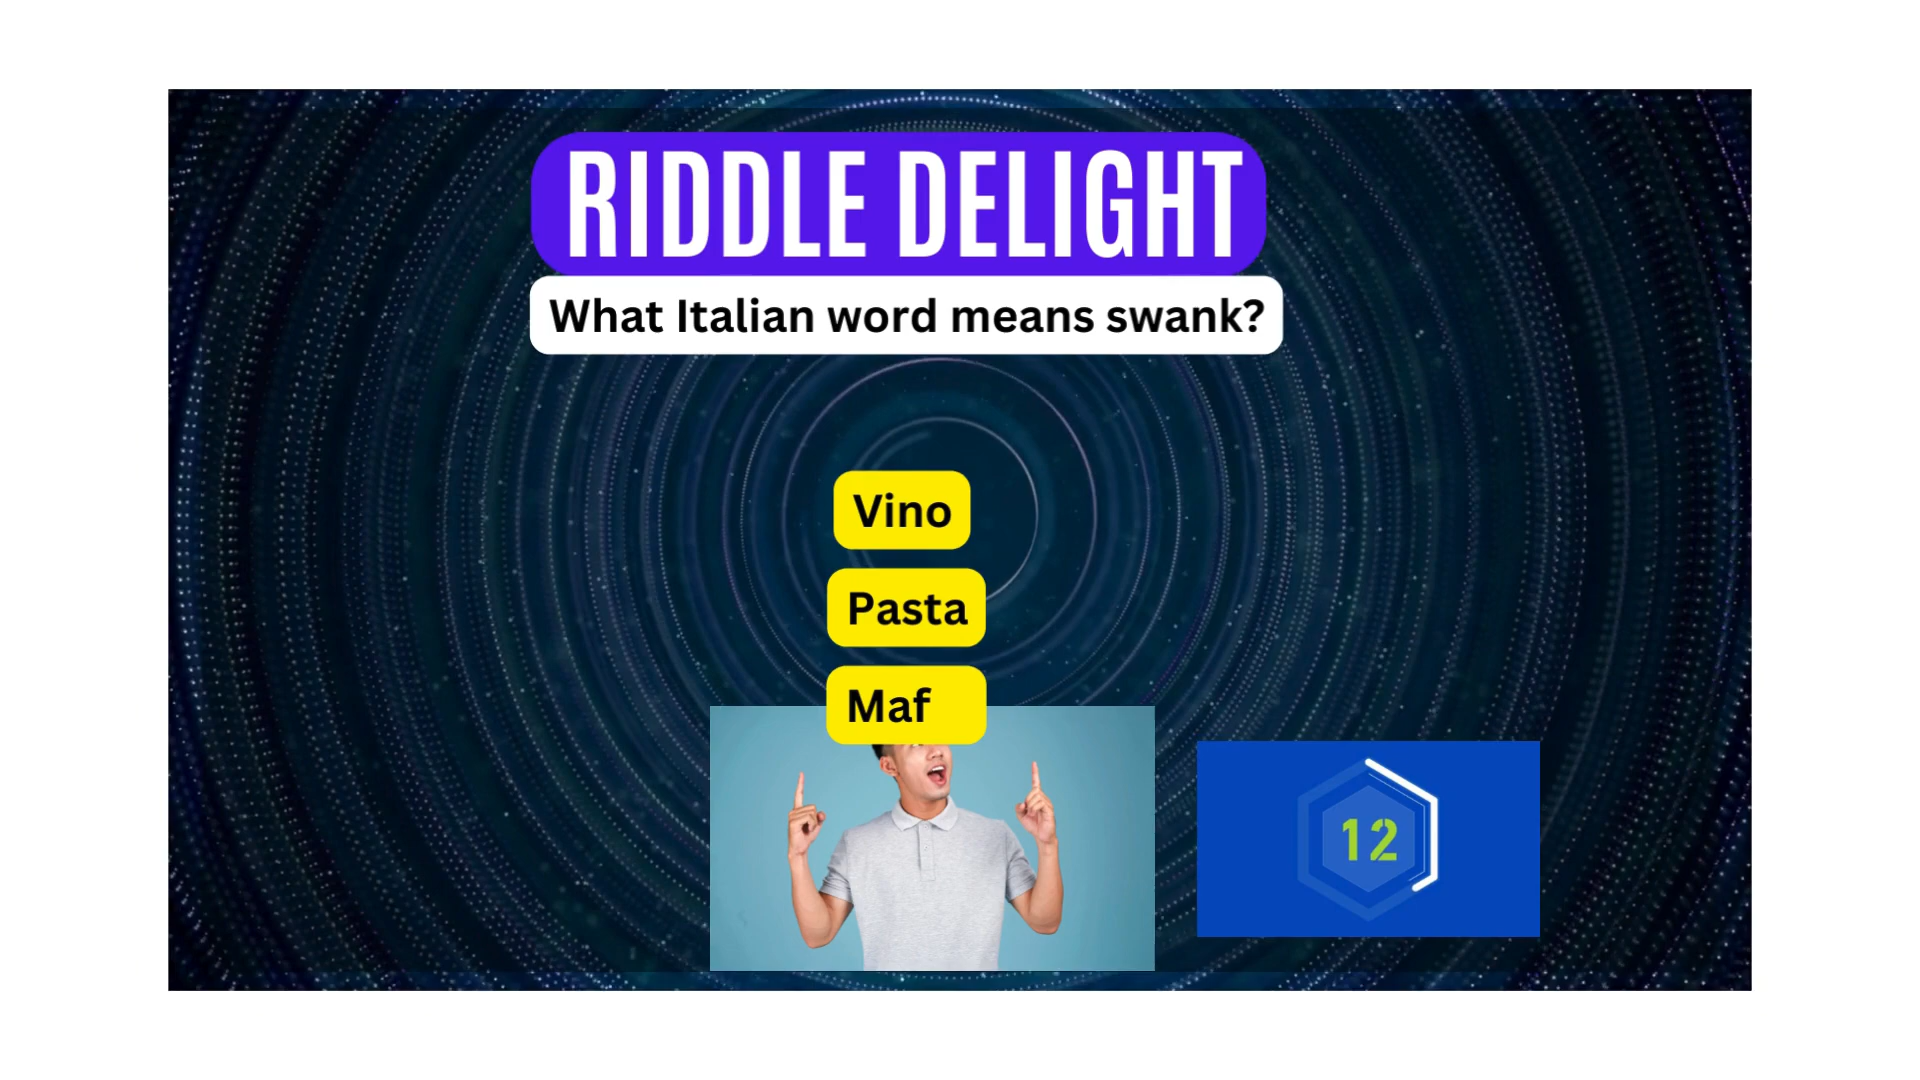 RIDDLE DELIGHT
What Italian word means swank?
Vino
Pasta
Maf
12